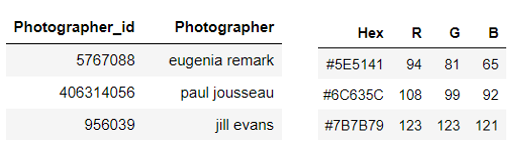 Photographer_id Photographer
5767088 eugenia remark
406314056 paul jousseau
956039 jill evans
Hex R G B
#5E5141 94 81 65
#6C635C 108 99 92
#7B7B79 123 123 121